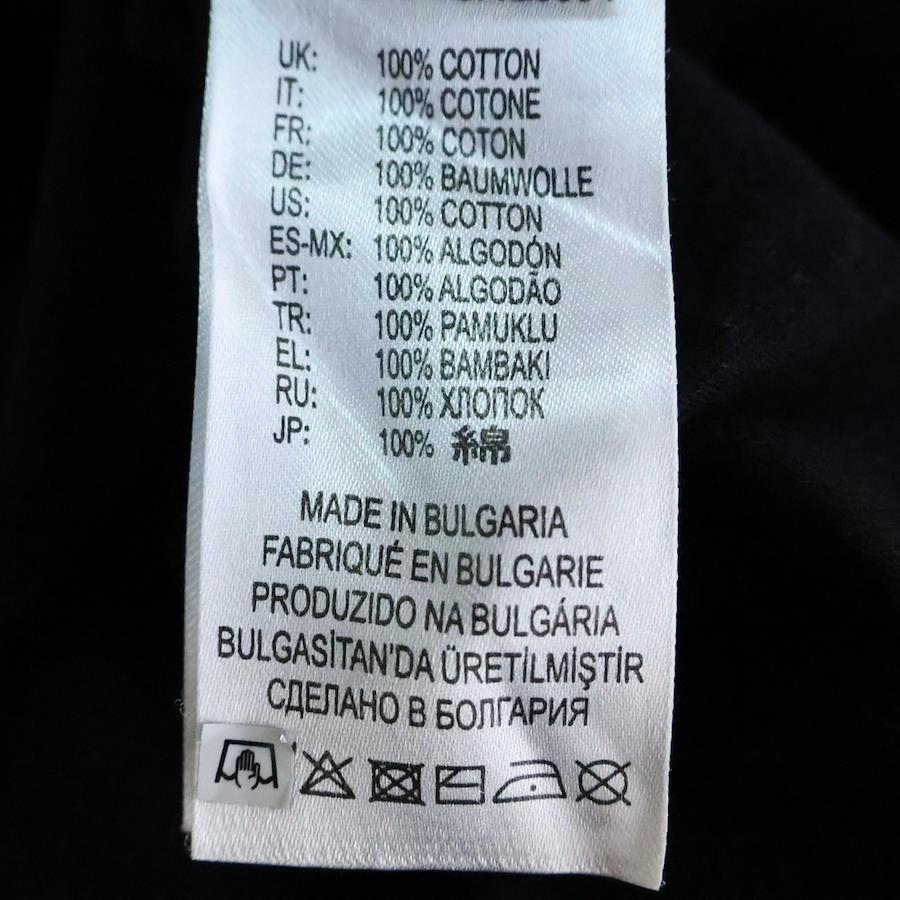 UK: 100% COTTON
IT: 100% COTONE
FR: 100% COTON
DE: 100% BAUMWOLLE
US: 100% COTTON
ES-MX: 100% ALGODÓN
PT: 100% ALGODÃO
TR: 100% PAMUKLU
EL: 100% BAMBAKI
RU: 100% ХЛОПОК
JP: 100% 綿
MADE IN BULGARIA
FABRIQUÉ EN BULGARIE
PRODUZIDO NA BULGÁRIA
BULGASİTAN'DA ÜRETİLMİŞTİR
СДЕЛАНО В БОЛГАРИЯ